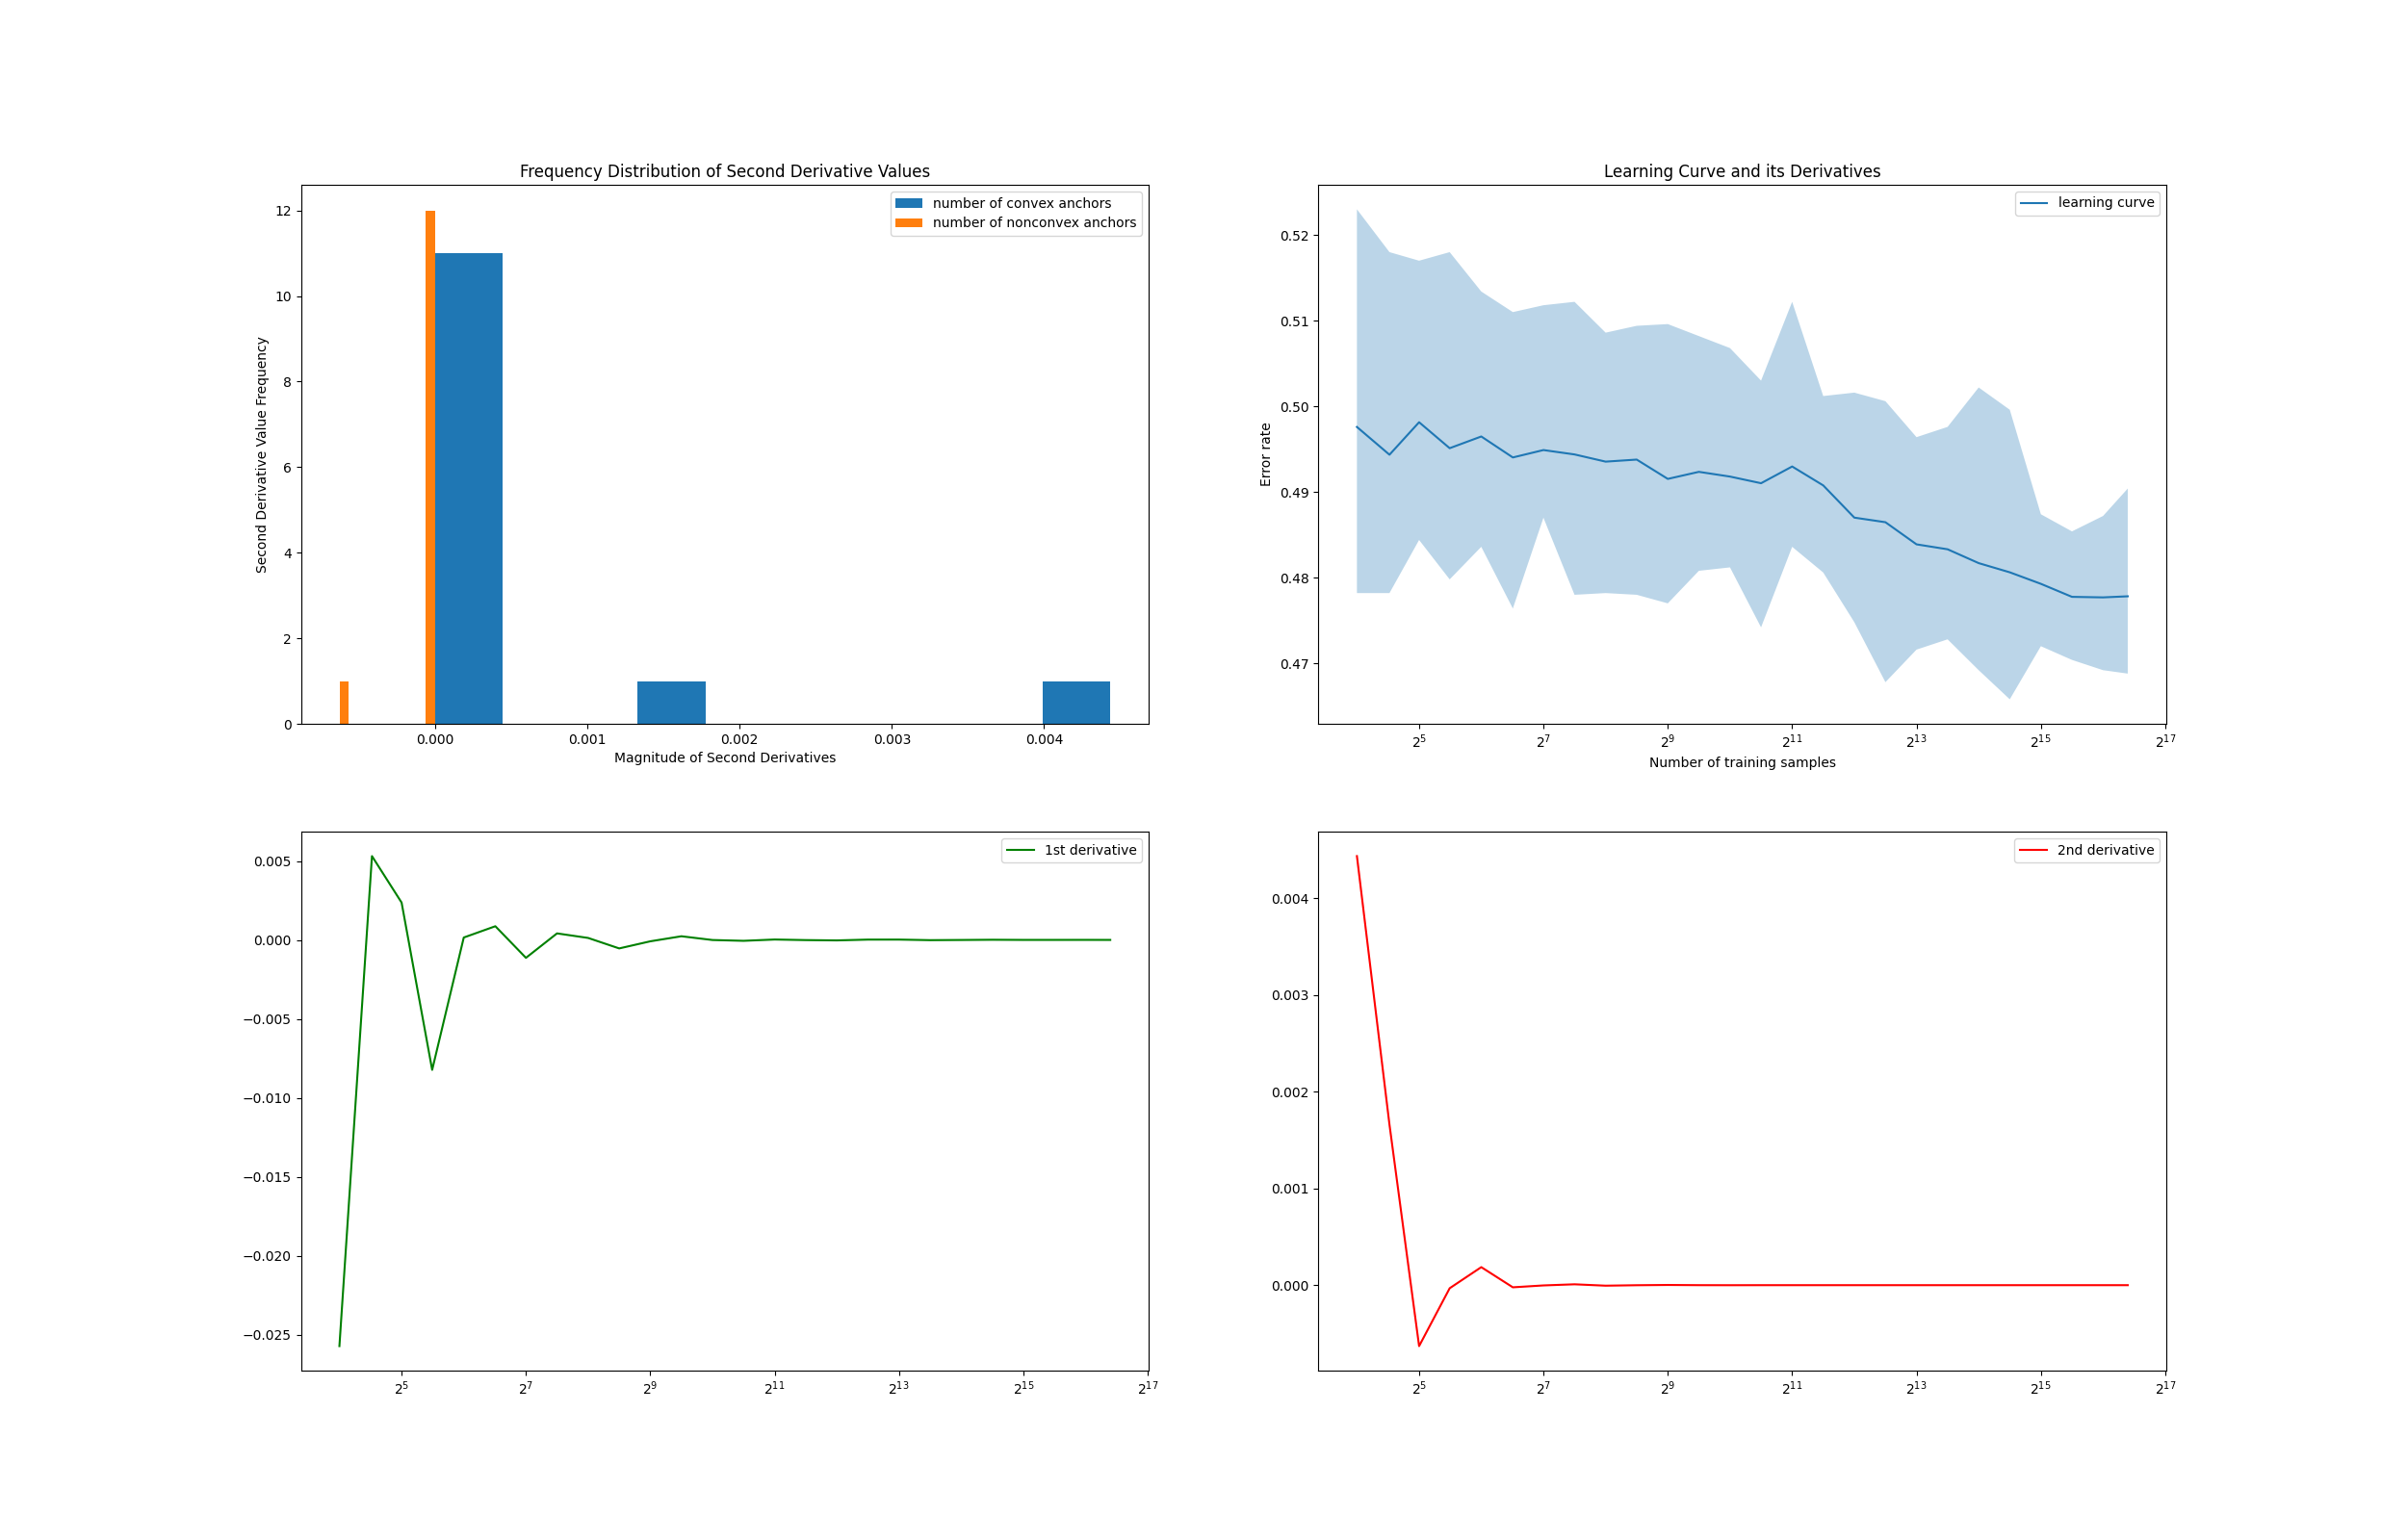 Frequency Distribution of Second Derivative Values
number of convex anchors
number of nonconvex anchors
12
10
8
6
4
2
0
Second Derivative Value Frequency
0.000 0.001 0.002 0.003 0.004
Magnitude of Second Derivatives
Learning Curve and its Derivatives
learning curve
0.52
0.51
0.50
0.49
0.48
0.47
Error rate
2^5 2^7 2^9 2^11 2^13 2^15 2^17
Number of training samples
1st derivative
0.005
0.000
−0.005
−0.010
−0.015
−0.020
−0.025
2^5 2^7 2^9 2^11 2^13 2^15 2^17
2nd derivative
0.004
0.003
0.002
0.001
0.000
2^5 2^7 2^9 2^11 2^13 2^15 2^17